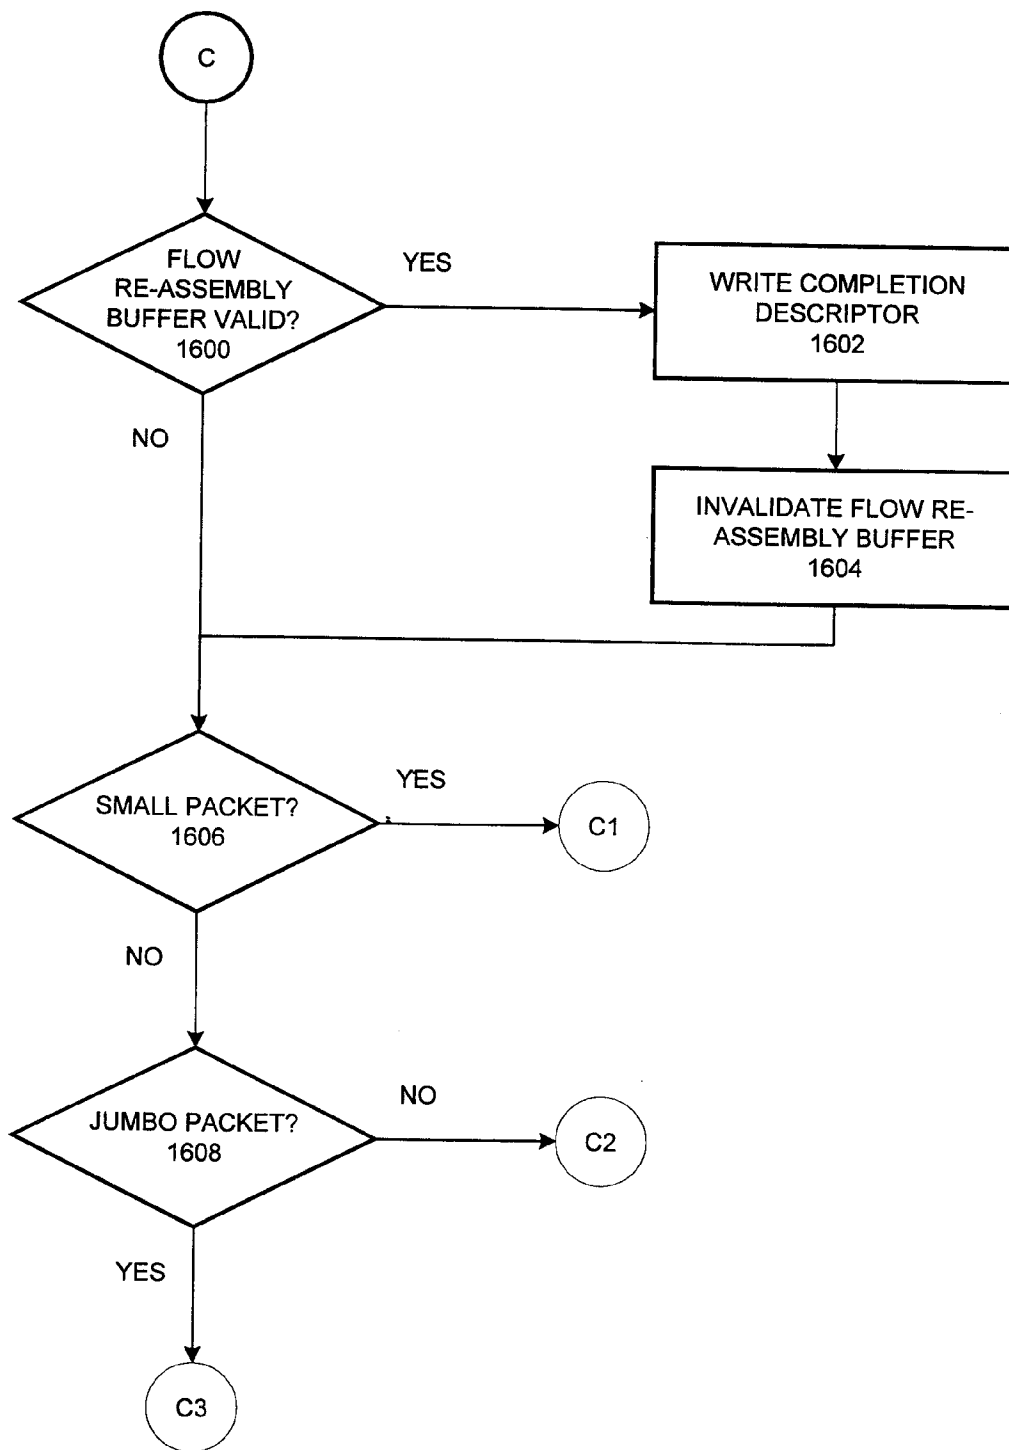 C
FLOW
RE-ASSEMBLY
BUFFER VALID?
1600
YES
WRITE COMPLETION
DESCRIPTOR
1602
NO
INVALIDATE FLOW RE-
ASSEMBLY BUFFER
1604
SMALL PACKET?
1606
YES
C1
NO
JUMBO PACKET?
1608
NO
C2
YES
C3